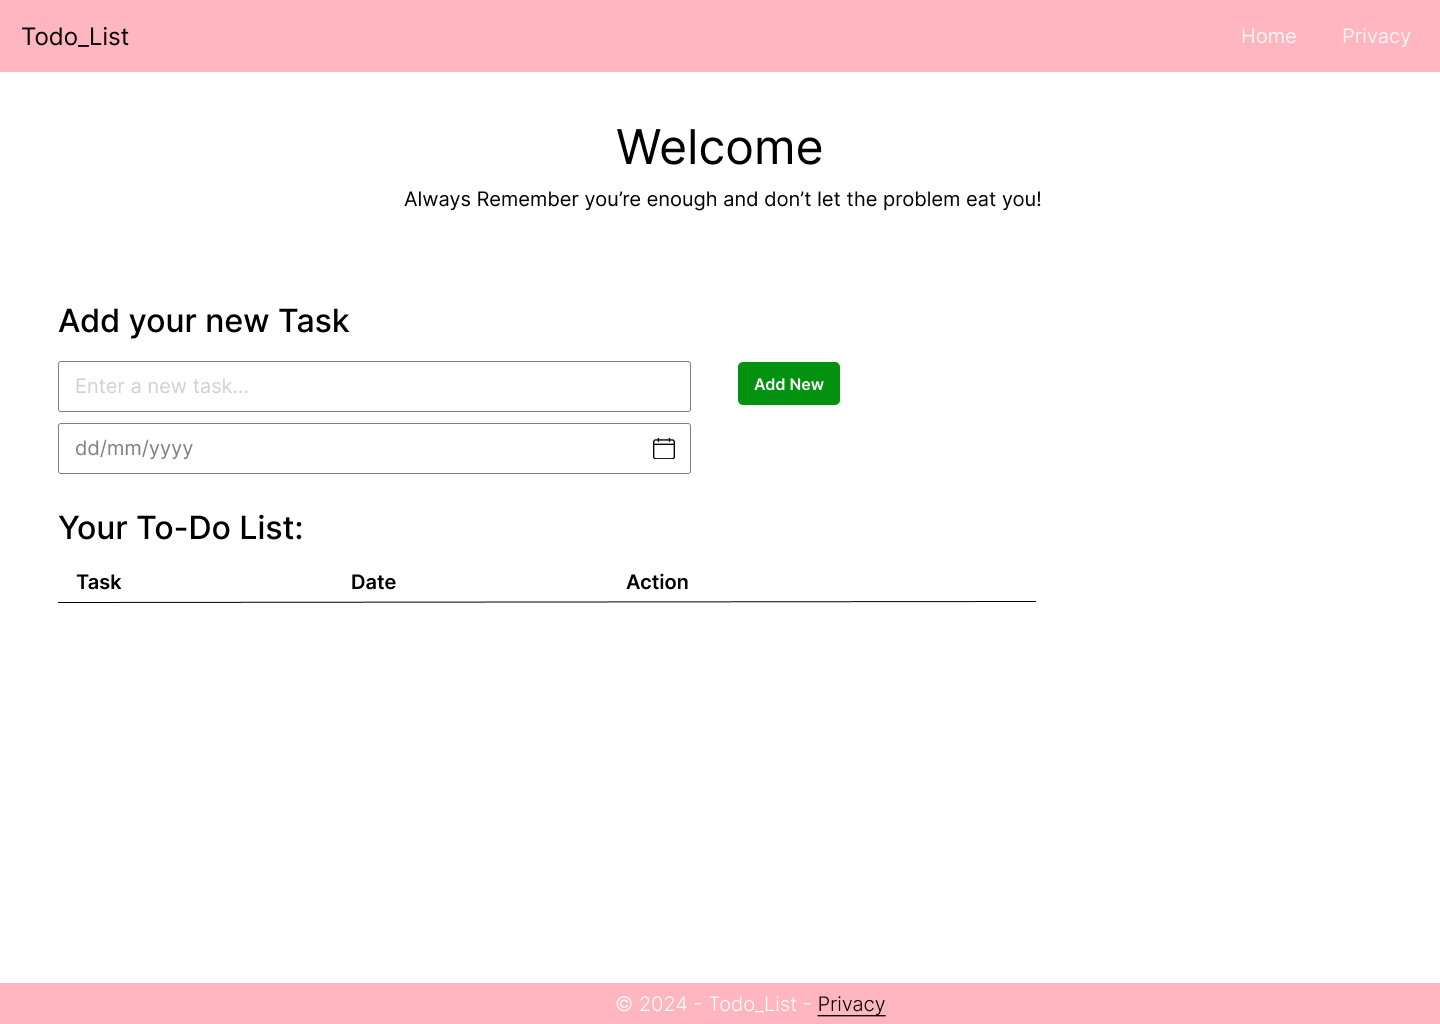 Todo_List Home Privacy
Welcome
Always Remember you’re enough and don’t let the problem eat you!
Add your new Task
Enter a new task...
Add New
dd/mm/yyyy
Your To-Do List:
Task Date Action
© 2024 - Todo_List - Privacy